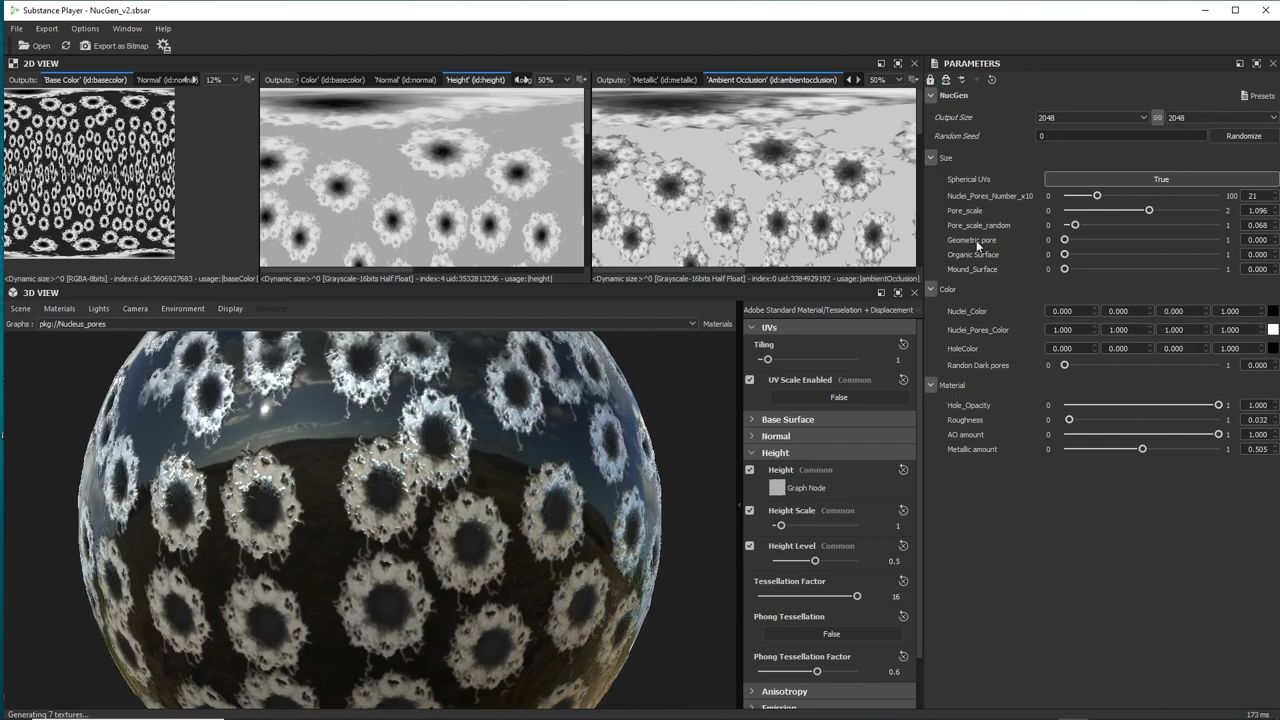 Substance Player - NucGen_v2.sbsar
File Export Options Window Help
Open Export as Bitmap
2D VIEW
Outputs: 'Base Color' (id:basecolor) 'Normal' (id:normal) 12%
Outputs: Color' (id:basecolor) 'Normal' (id:normal) 'Height' (id:height) 50%
Outputs: 'Metallic' (id:metallic) 'Ambient Occlusion' (id:ambientocclusion) 50%
<Dynamic size>^0 [RGBA-8bits] - index:6 uid:3606927683 - usage:|baseColor
<Dynamic size>^0 [Grayscale-16bits Half Float] - index:4 uid:3532813236 - usage:|height|
<Dynamic size>^0 [Grayscale-16bits Half Float] - index:0 uid:3384929192 - usage:|ambientOcclusion|
3D VIEW
Scene Materials Lights Camera Environment Display Renderer
Graphs : pkg://Nucleus_pores Materials
Adobe Standard Material/Tesselation + Displacement
UVs
Tiling
1
UV Scale Enabled Common
False
Base Surface
Normal
Height
Height Common
Graph Node
Height Scale Common
1
Height Level Common
0.5
Tessellation Factor
16
Phong Tessellation
False
Phong Tessellation Factor
0.6
Anisotropy
Emission
PARAMETERS
NucGen Presets
Output Size 2048 2048
Random Seed 0 Randomize
Size
Spherical UVs True
Nuclei_Pores_Number_x10 0 100 21
Pore_scale 0 2 1.096
Pore_scale_random 0 1 0.068
Geometric pore 0 1 0.000
Organic Surface 0 1 0.000
Mound_Surface 0 1 0.000
Color
Nuclei_Color 0.000 0.000 0.000 1.000
Nuclei_Pores_Color 1.000 1.000 1.000 1.000
HoleColor 0.000 0.000 0.000 1.000
Randon Dark pores 0 1 0.000
Material
Hole_Opacity 0 1 1.000
Roughness 0 1 0.032
AO amount 0 1 1.000
Metallic amount 0 1 0.505
Generating 7 textures... 173 ms